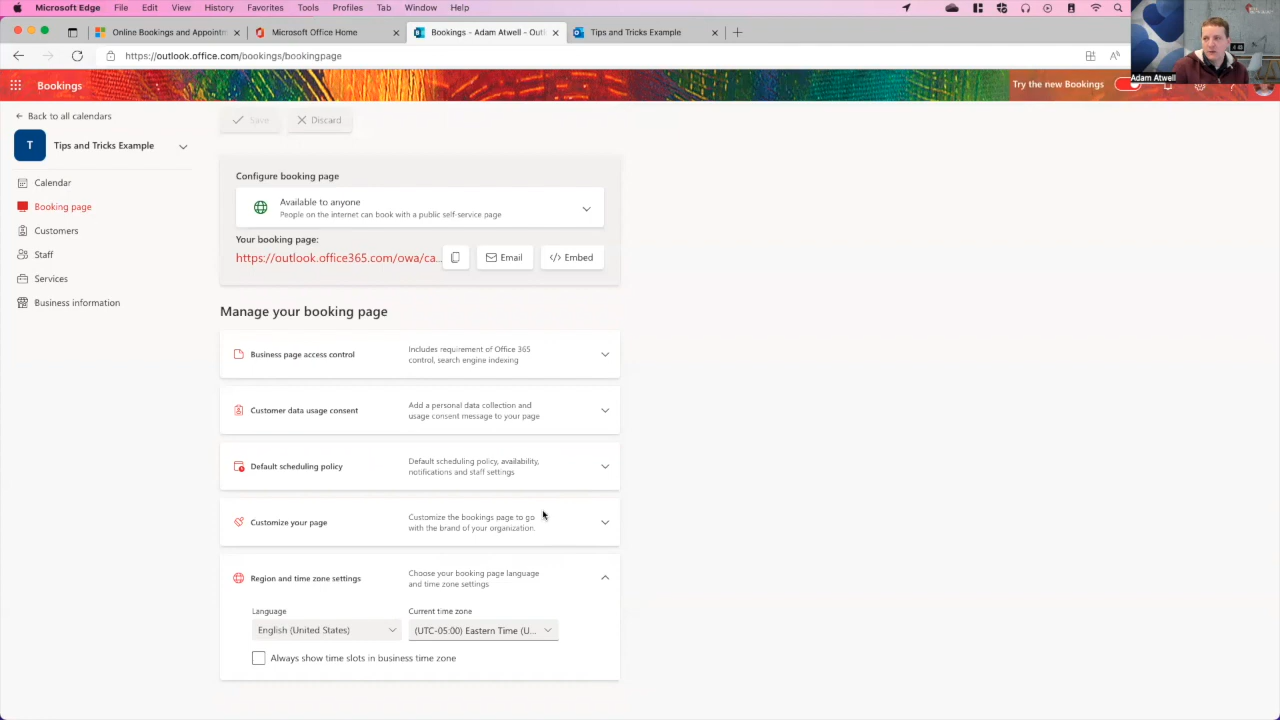 Microsoft Edge File Edit View History Favorites Tools Profiles Tab Window Help
Online Bookings and Appointm
Microsoft Office Home
Bookings - Adam Atwell - Outl
Tips and Tricks Example
https://outlook.office.com/bookings/bookingpage
Adam Atwell
Bookings
Try the new Bookings
Back to all calendars
T
Tips and Tricks Example
Calendar
Booking page
Customers
Staff
Services
Business information
Save
Discard
Configure booking page
Available to anyone
People on the internet can book with a public self-service page
Your booking page:
https://outlook.office365.com/owa/ca...
Email
</> Embed
Manage your booking page
Business page access control
Includes requirement of Office 365
control, search engine indexing
Customer data usage consent
Add a personal data collection and
usage consent message to your page
Default scheduling policy
Default scheduling policy, availability,
notifications and staff settings
Customize your page
Customize the bookings page to go
with the brand of your organization.
Region and time zone settings
Choose your booking page language
and time zone settings
Language
Current time zone
English (United States)
(UTC-05:00) Eastern Time (U...
Always show time slots in business time zone